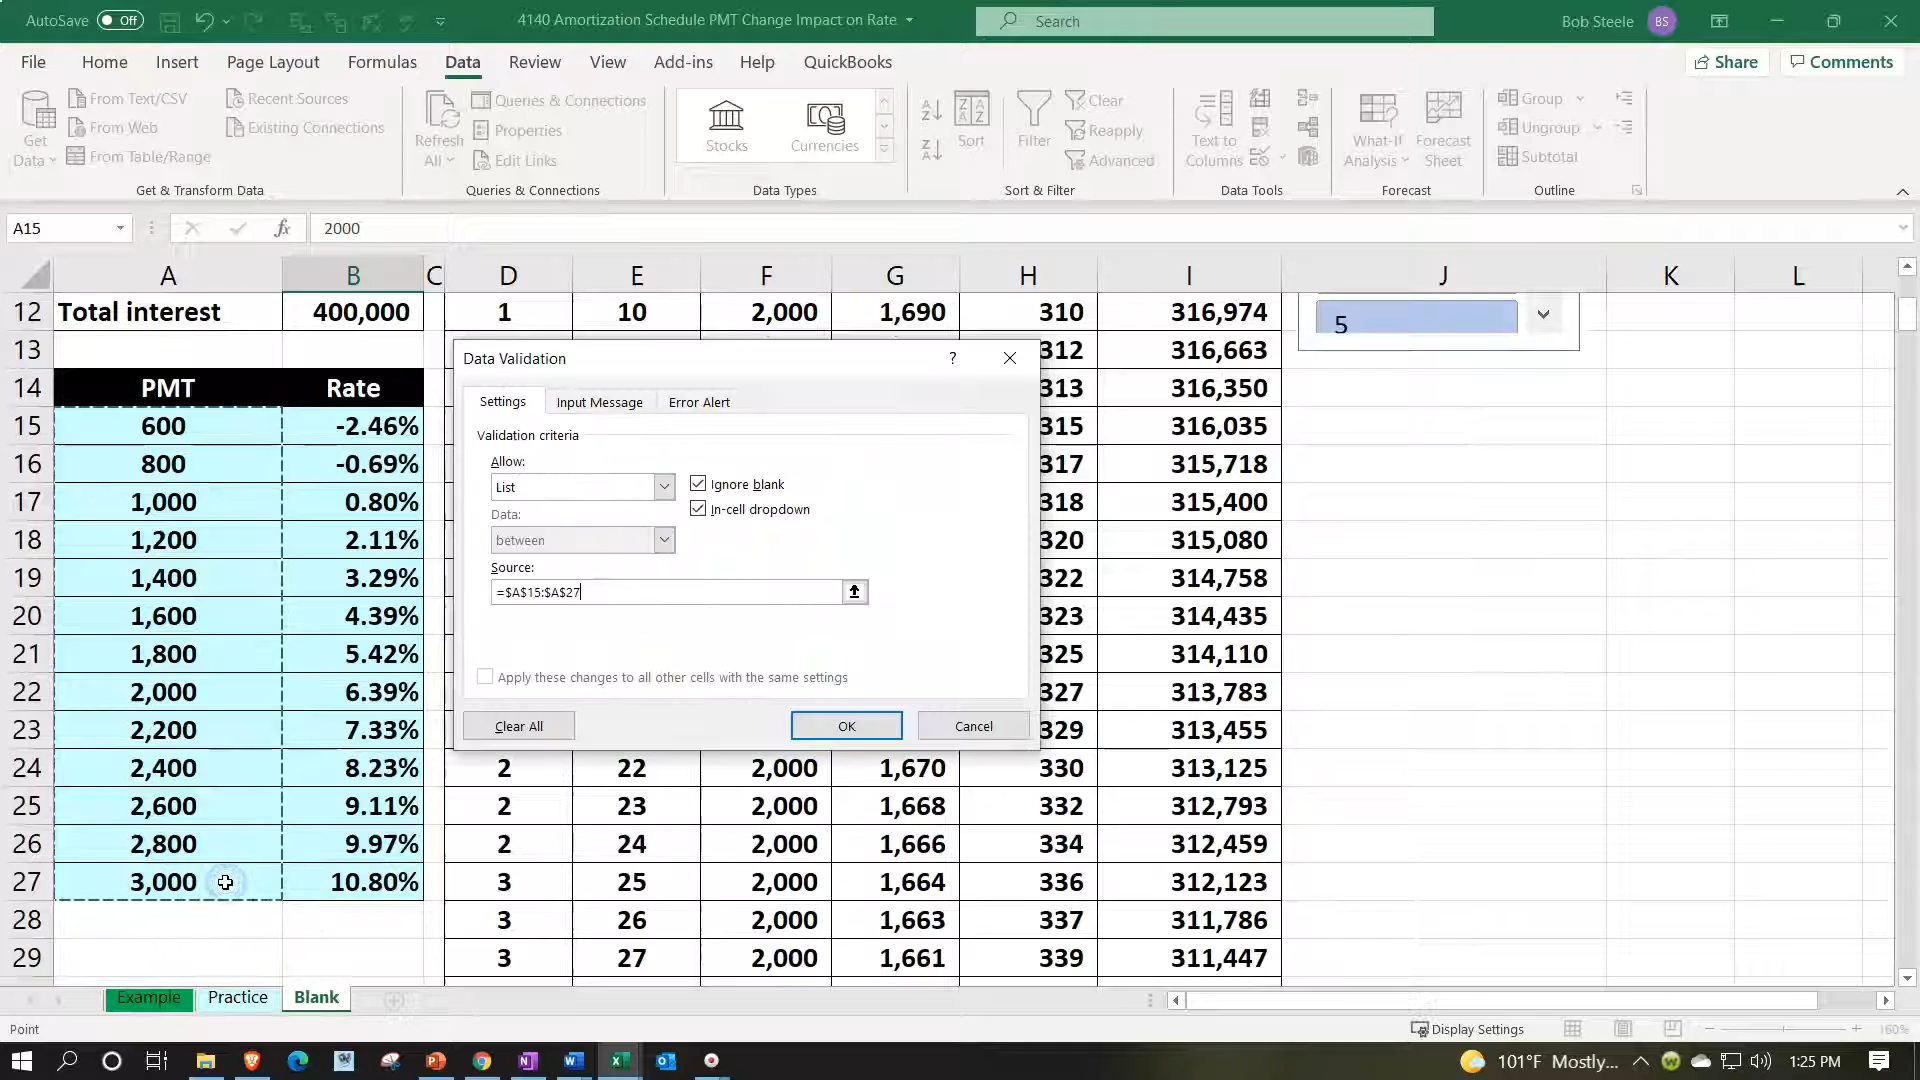 AutoSave Off 4140 Amortization Schedule PMT Change Impact on Rate Search Bob Steele BS
File Home Insert Page Layout Formulas Data Review View Add-ins Help QuickBooks Share Comments
From Text/CSV Recent Sources Queries & Connections Clear Group
From Web Existing Connections Properties Reapply Ungroup
From Table/Range Edit Links Advanced Subtotal
Get Data Refresh All Stocks Currencies Sort Filter Text to Columns What-If Analysis Forecast Sheet
Get & Transform Data Queries & Connections Data Types Sort & Filter Data Tools Forecast Outline
A15 fx 2000
A B C D E F G H I J K L
12 Total interest 400,000 1 10 2,000 1,690 310 316,974 5
13 312 316,663
14 PMT Rate 313 316,350
15 600 -2.46% 315 316,035
16 800 -0.69% 317 315,718
17 1,000 0.80% 318 315,400
18 1,200 2.11% 320 315,080
19 1,400 3.29% 322 314,758
20 1,600 4.39% 323 314,435
21 1,800 5.42% 325 314,110
22 2,000 6.39% 327 313,783
23 2,200 7.33% 329 313,455
24 2,400 8.23% 2 22 2,000 1,670 330 313,125
25 2,600 9.11% 2 23 2,000 1,668 332 312,793
26 2,800 9.97% 2 24 2,000 1,666 334 312,459
27 3,000 10.80% 3 25 2,000 1,664 336 312,123
28 3 26 2,000 1,663 337 311,786
29 3 27 2,000 1,661 339 311,447
Data Validation ?
Settings Input Message Error Alert
Validation criteria
Allow:
List Ignore blank
Data: In-cell dropdown
between
Source:
=$A$15:$A$27
Apply these changes to all other cells with the same settings
Clear All OK Cancel
Example Practice Blank
Point Display Settings 160%
101°F Mostly... 1:25 PM